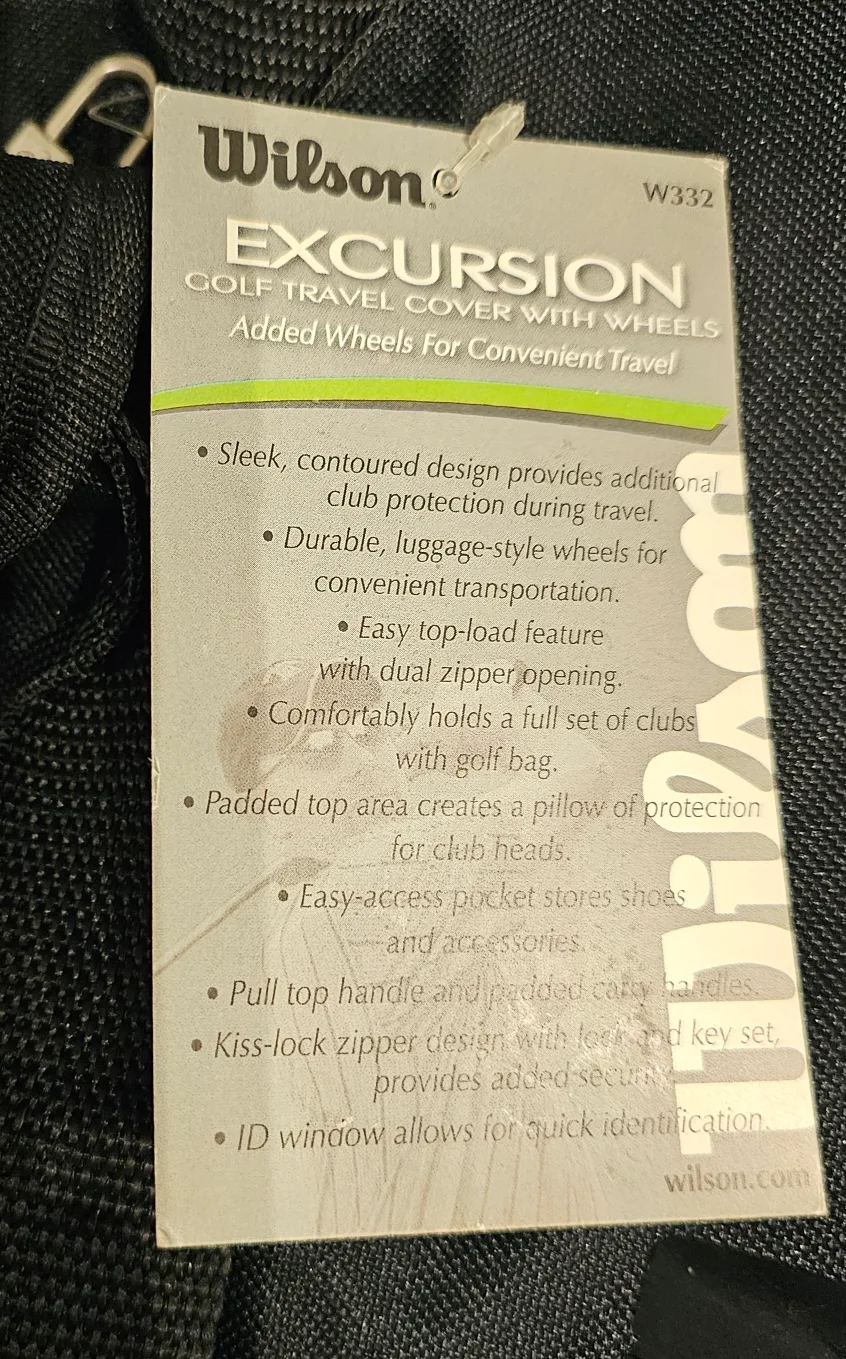 Wilson®
W332
EXCURSION
GOLF TRAVEL COVER WITH WHEELS
Added Wheels For Convenient Travel
• Sleek, contoured design provides additional
club protection during travel.
• Durable, luggage-style wheels for
convenient transportation.
• Easy top-load feature
with dual zipper opening.
• Comfortably holds a full set of clubs
with golf bag.
• Padded top area creates a pillow of protection
for club heads.
• Easy-access pocket stores shoes
and accessories.
• Pull top handle and padded carry handles.
• Kiss-lock zipper design with lock and key set,
provides added security.
• ID window allows for quick identification.
Wilson
wilson.com